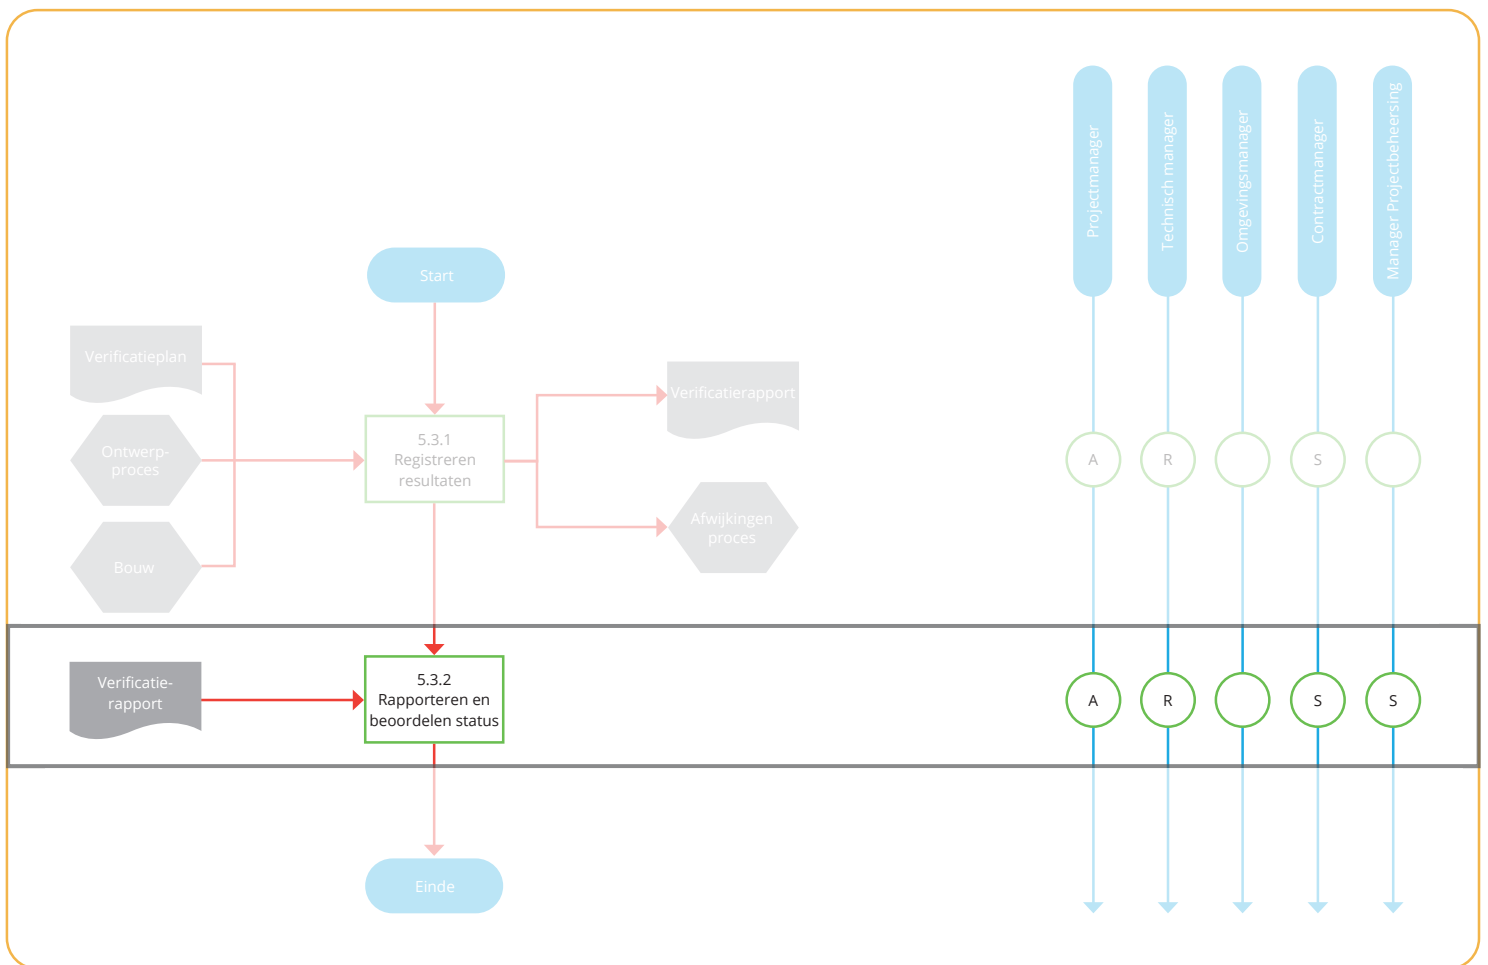 Projectmanager
Technisch manager
Omgevingsmanager
Contractmanager
Manager Projectbeheersing
Start
Verificatieplan
Verificatierapport
5.3.1
Registreren
resultaten
Ontwerp-
proces
A
R
S
Afwijkingen
proces
Bouw
Verificatie-
rapport
5.3.2
Rapporteren en
beoordelen status
A
R
S
S
Einde